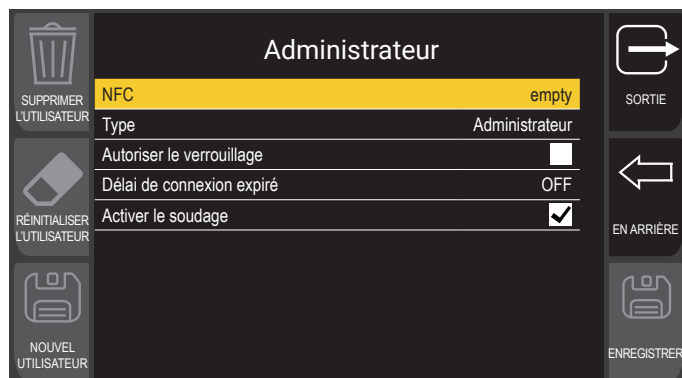 Administrateur
SUPPRIMER
L'UTILISATEUR
NFC empty
Type Administrateur
Autoriser le verrouillage
Délai de connexion expiré OFF
Activer le soudage
RÉINITIALISER
L'UTILISATEUR
NOUVEL
UTILISATEUR
SORTIE
EN ARRIÈRE
ENREGISTRER